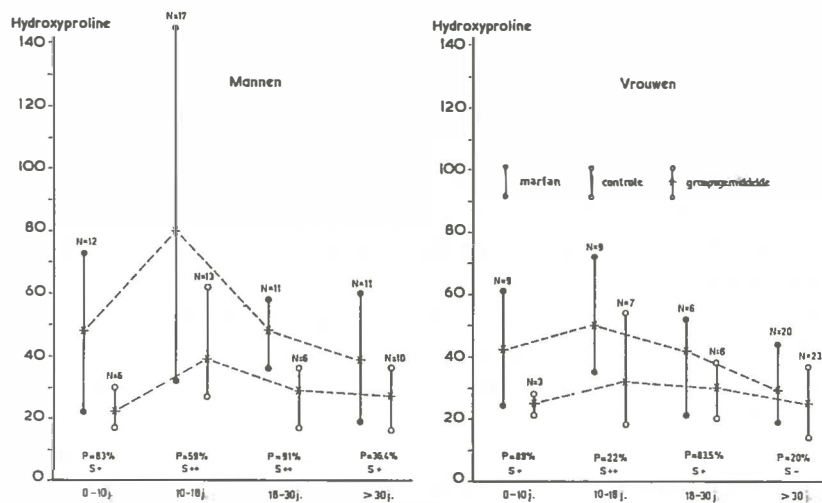 Hydroxyproline
140
120
100
80
60
40
20
0
Mannen
N=12
N=17
N=13
N=11
N=11
N=6
N=10
P=83%
S+
P=59%
S++
P=91%
S++
P=36.4%
S+
0-10j.
10-18j.
18-30j.
>30j.
Hydroxyproline
140
120
100
80
60
40
20
0
Vrouwen
marfan
controle
groepsgemiddelde
N=9
N=3
N=9
N=7
N=6
N=6
N=20
N=23
P=89%
S+
P=22%
S++
P=83.5%
S+
P=20%
S-
0-10j.
10-18j.
18-30j.
>30j.